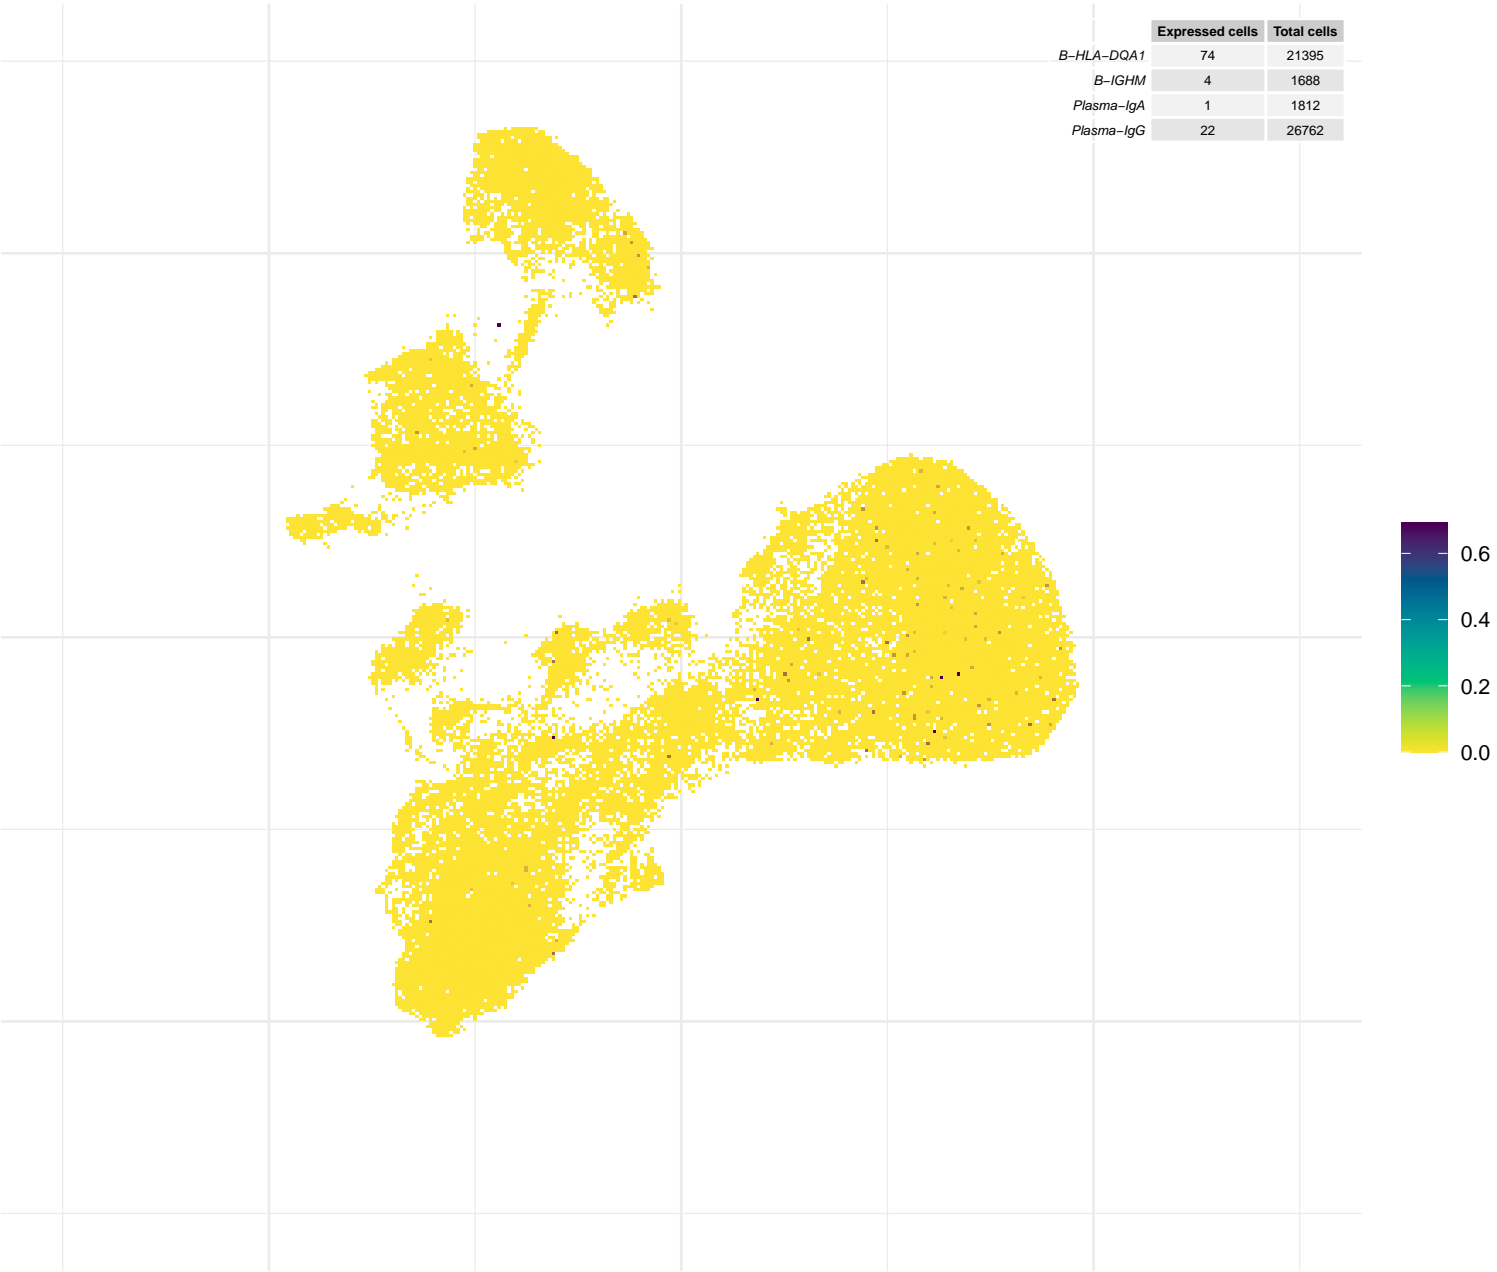 Expressed cells Total cells
B−HLA−DQA1 74 21395
B−IGHM 4 1688
Plasma−IgA 1 1812
Plasma−IgG 22 26762
0.6
0.4
0.2
0.0